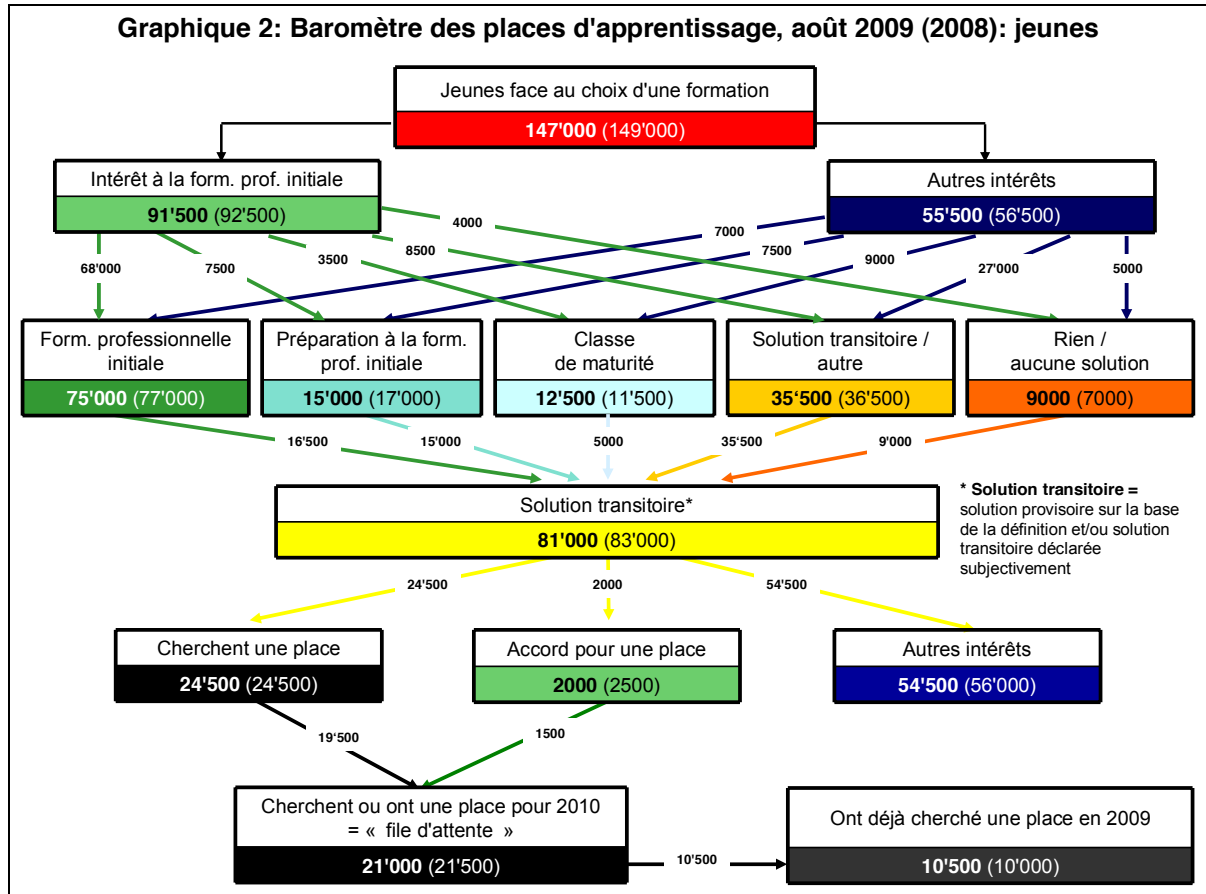 Graphique 2: Baromètre des places d'apprentissage, août 2009 (2008): jeunes
Jeunes face au choix d'une formation
147'000 (149'000)
Intérêt à la form. prof. initiale
91'500 (92'500)
Autres intérêts
55'500 (56'500)
4000
7000
68'000
7500
3500
8500
7500
9000
27'000
5000
Form. professionnelle
initiale
75'000 (77'000)
Préparation à la form.
prof. initiale
15'000 (17'000)
Classe
de maturité
12'500 (11'500)
Solution transitoire /
autre
35‘500 (36'500)
Rien /
aucune solution
9000 (7000)
16'500
15'000
5000
35'500
9'000
Solution transitoire*
81'000 (83'000)
* Solution transitoire =
solution provisoire sur la base
de la définition et/ou solution
transitoire déclarée
subjectivement
24'500
2000
54'500
Cherchent une place
24'500 (24'500)
Accord pour une place
2000 (2500)
Autres intérêts
54'500 (56'000)
19'500
1500
Cherchent ou ont une place pour 2010
= « file d'attente »
21'000 (21'500)
10'500
Ont déjà cherché une place en 2009
10'500 (10'000)